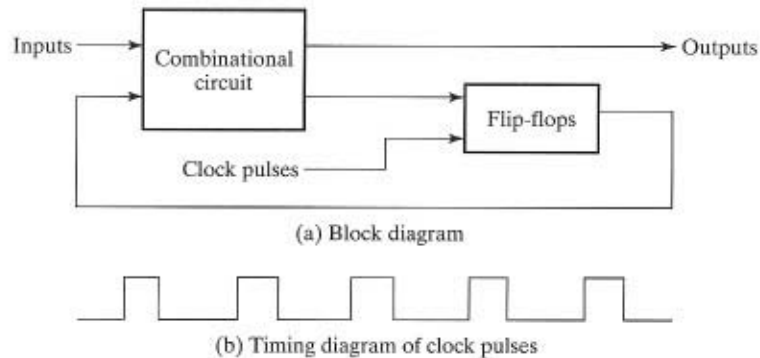 Inputs
Combinational
circuit
Outputs
Flip-flops
Clock pulses
(a) Block diagram
(b) Timing diagram of clock pulses